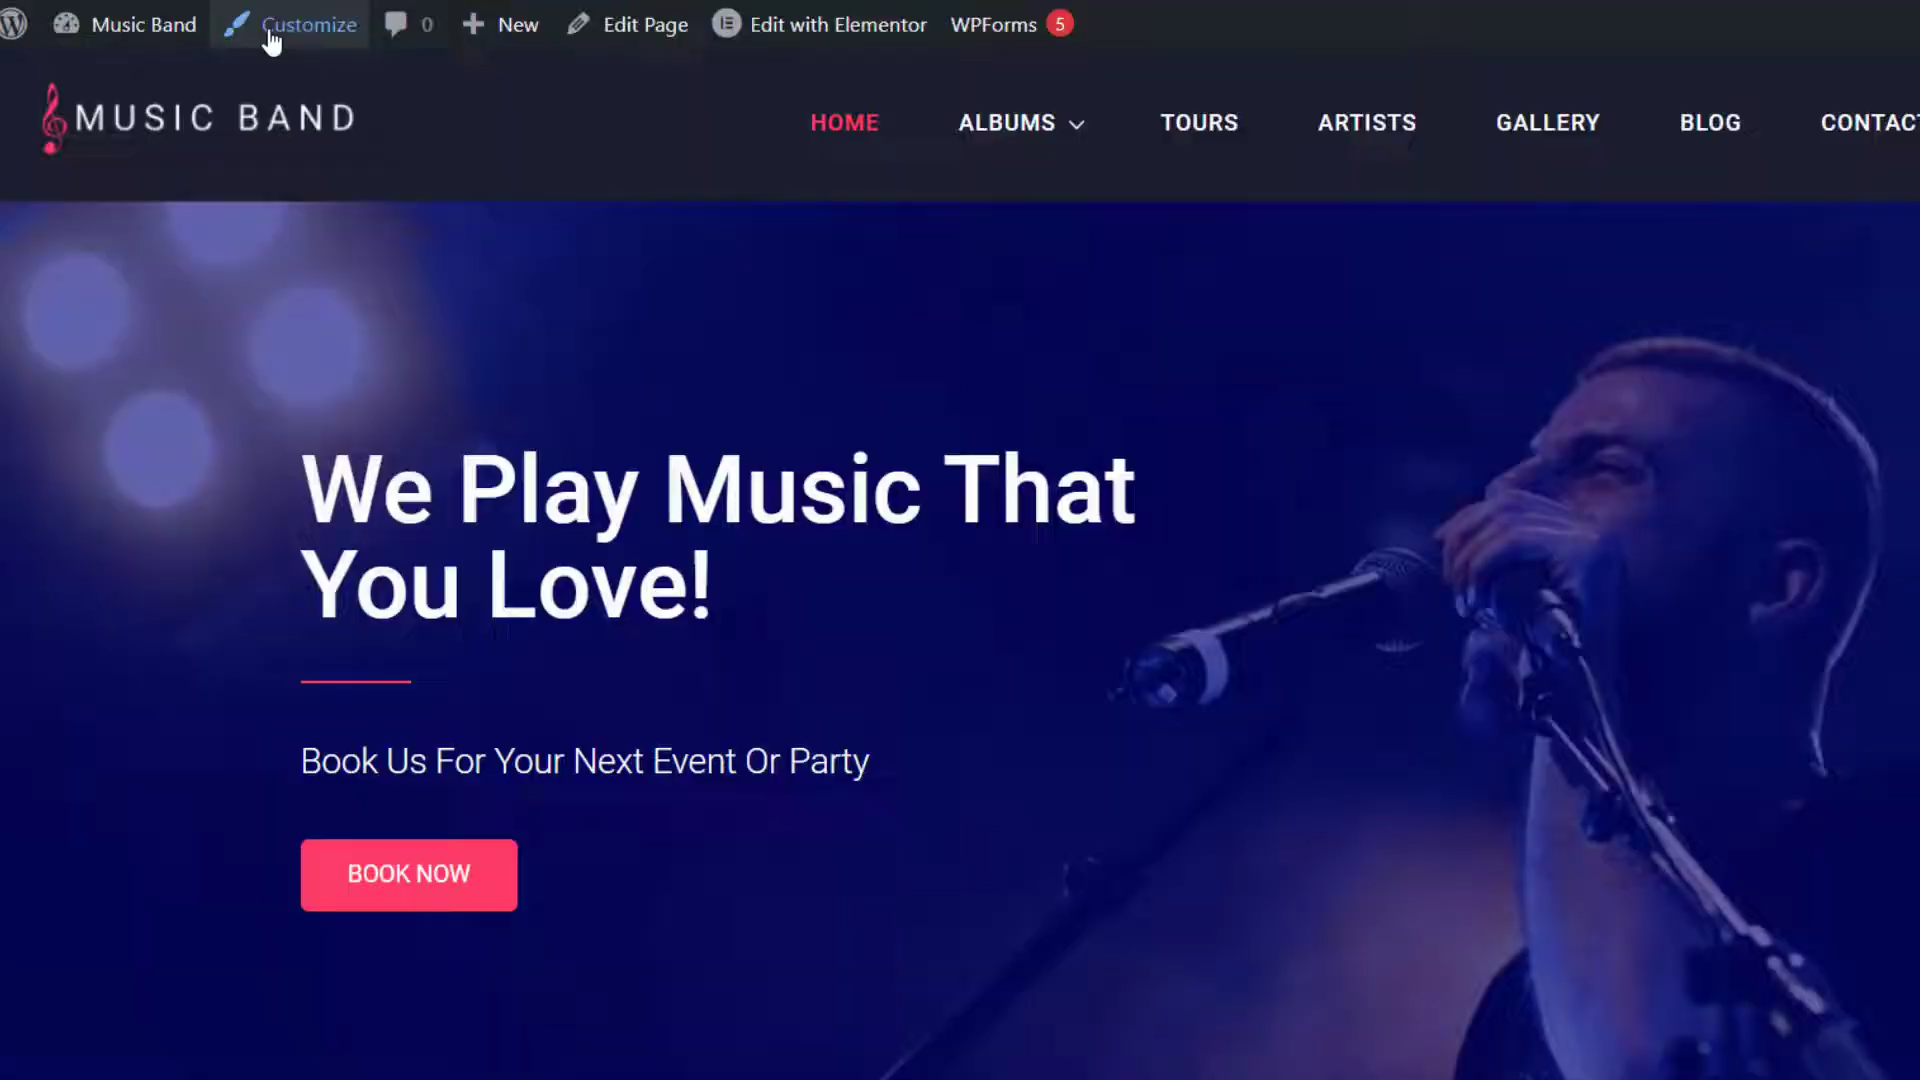 Music Band Customize 0 New Edit Page Edit with Elementor WPForms 5
MUSIC BAND HOME ALBUMS TOURS ARTISTS GALLERY BLOG CONTACT
We Play Music That
You Love!
Book Us For Your Next Event Or Party
BOOK NOW